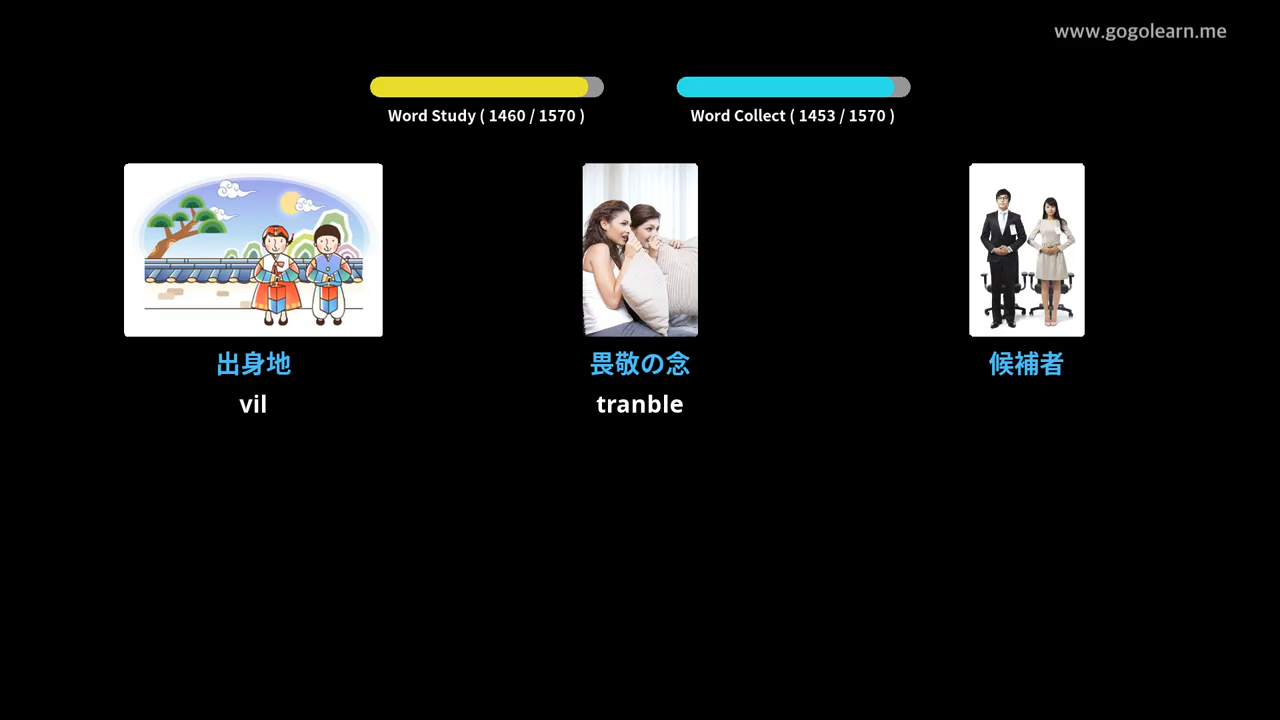 www.gogolearn.me
Word Study ( 1460 / 1570 )
Word Collect ( 1453 / 1570 )
出身地
畏敬の念
候補者
vil
tranble